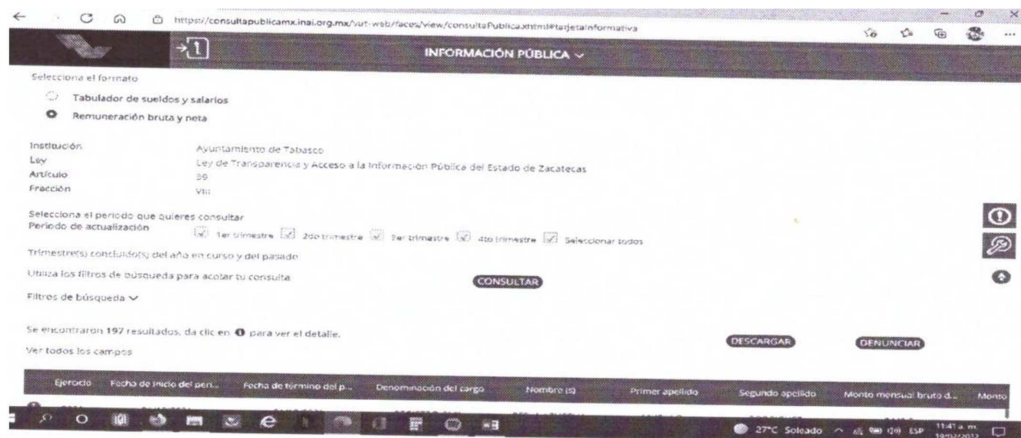 https://consultapublicamx.inai.org.mx/vut-web/faces/view/consultaPublica.xhtml#tarjetaInformativa
INFORMACIÓN PÚBLICA
Selecciona el formato
Tabulador de sueldos y salarios
Remuneración bruta y neta
Institución Ayuntamiento de Tabasco
Ley Ley de Transparencia y Acceso a la Información Pública del Estado de Zacatecas
Artículo 39
Fracción VIII
Selecciona el periodo que quieres consultar
Periodo de actualización 1er trimestre 2do trimestre 3er trimestre 4to trimestre Seleccionar todos
Trimestre(s) concluido(s) del año en curso y del pasado
Utiliza los filtros de búsqueda para acotar tu consulta CONSULTAR
Filtros de búsqueda
Se encontraron 197 resultados, da clic en para ver el detalle.
DESCARGAR DENUNCIAR
Ver todos los campos
Ejercicio Fecha de inicio del peri... Fecha de término del p... Denominación del cargo Nombre (s) Primer apellido Segundo apellido Monto mensual bruto d... Monto
27°C Soleado ESP 11:41 a. m.